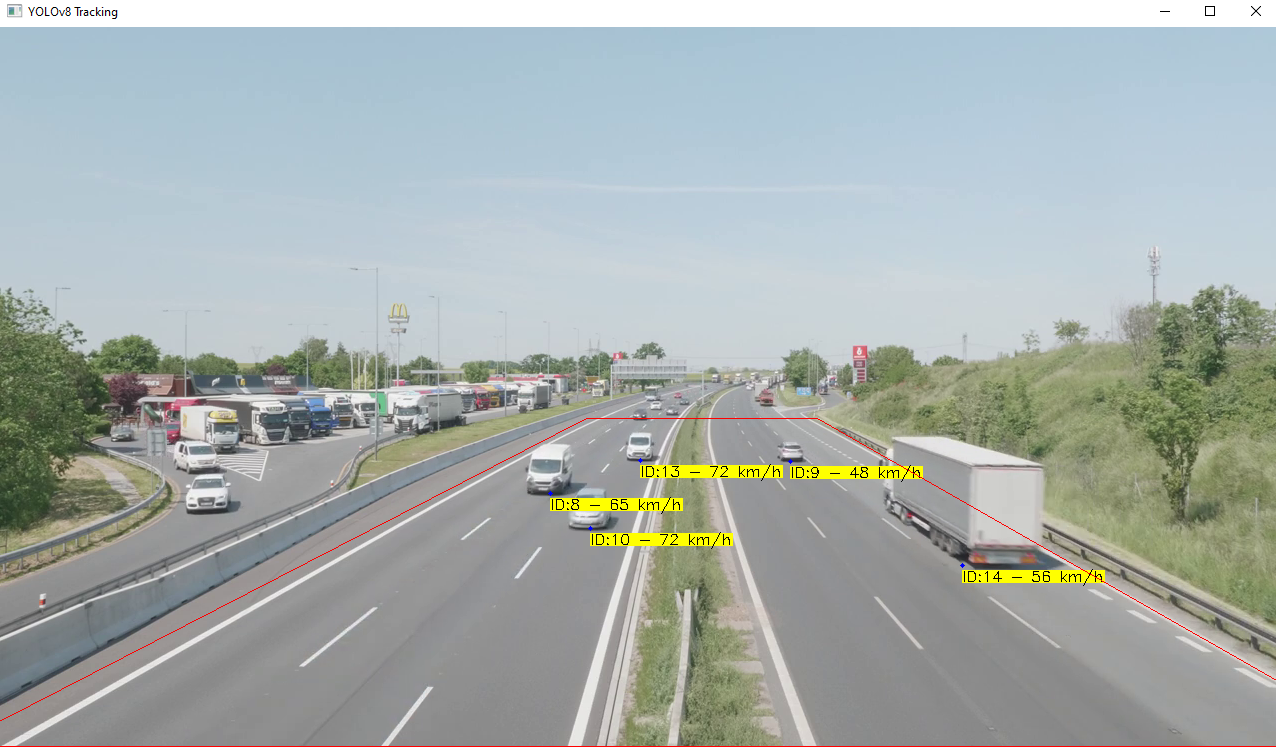 YOLOv8 Tracking
ID:13 - 72 km/h
ID:9 - 48 km/h
ID:8 - 65 km/h
ID:10 - 72 km/h
ID:14 - 56 km/h